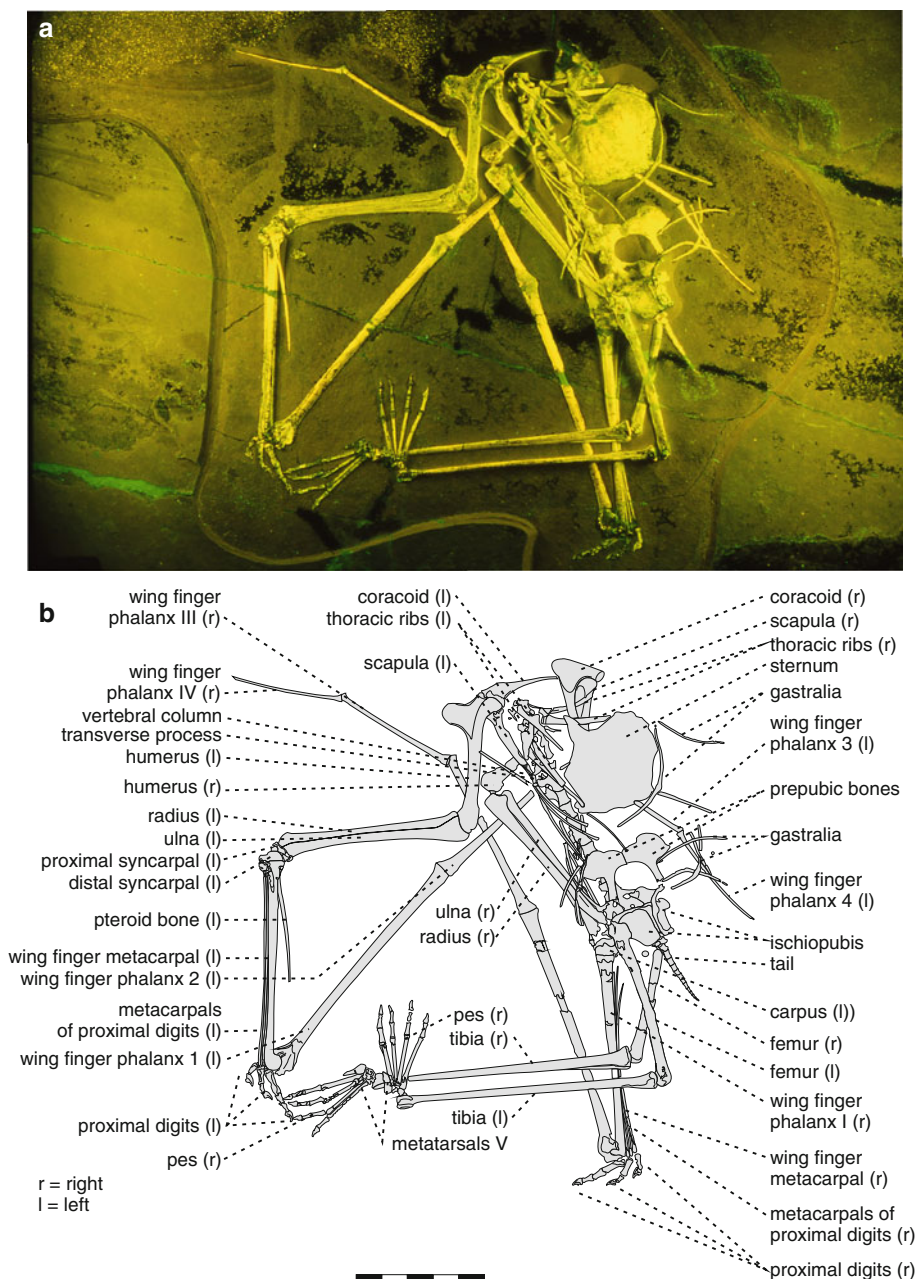 a
b
wing finger
phalanx III (r)
wing finger
phalanx IV (r)
vertebral column
transverse process
humerus (l)
humerus (r)
radius (l)
ulna (l)
proximal syncarpal (l)
distal syncarpal (l)
pteroid bone (l)
wing finger metacarpal (l)
wing finger phalanx 2 (l)
metacarpals
of proximal digits (l)
wing finger phalanx 1 (l)
proximal digits (l)
pes (r)
r = right
l = left
coracoid (l)
thoracic ribs (l)
scapula (l)
ulna (r)
radius (r)
pes (r)
tibia (r)
tibia (l)
metatarsals V
coracoid (r)
scapula (r)
thoracic ribs (r)
sternum
gastralia
wing finger
phalanx 3 (l)
prepubic bones
gastralia
wing finger
phalanx 4 (l)
ischiopubis
tail
carpus (l))
femur (r)
femur (l)
wing finger
phalanx I (r)
wing finger
metacarpal (r)
metacarpals of
proximal digits (r)
proximal digits (r)